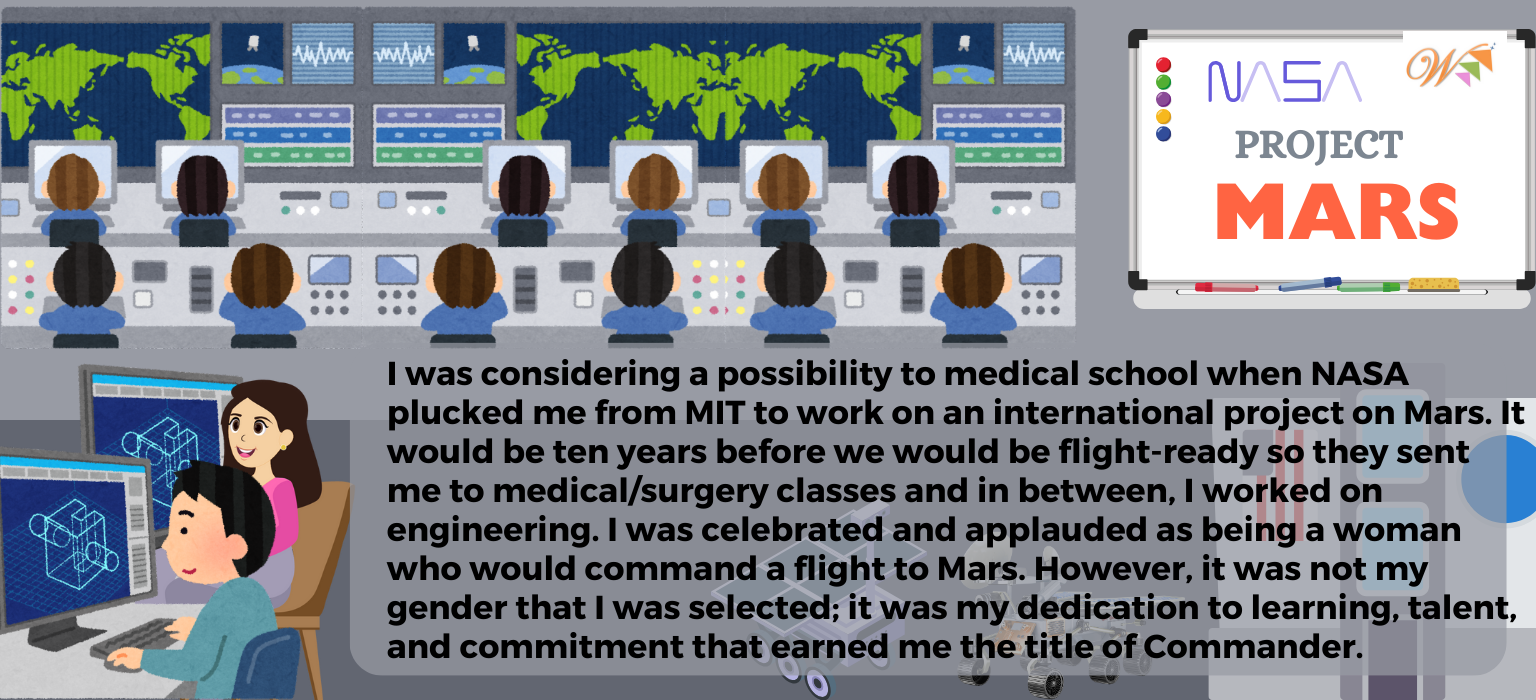 NASA
W
PROJECT
MARS
I was considering a possibility to medical school when NASA
plucked me from MIT to work on an international project on Mars. It
would be ten years before we would be flight-ready so they sent
me to medical/surgery classes and in between, I worked on
engineering. I was celebrated and applauded as being a woman
who would command a flight to Mars. However, it was not my
gender that I was selected; it was my dedication to learning, talent,
and commitment that earned me the title of Commander.